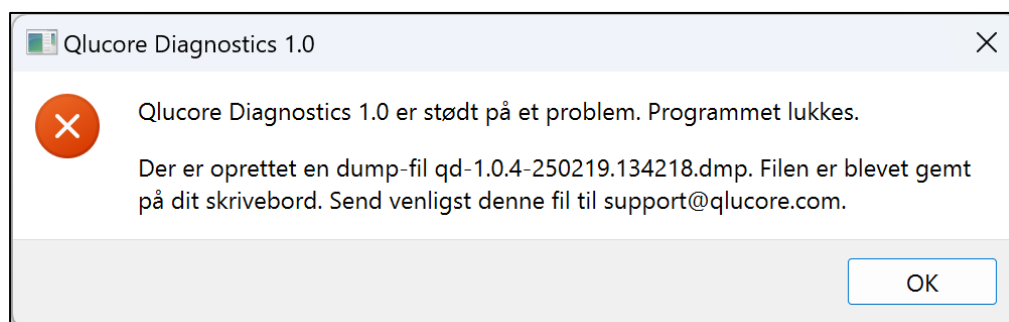 Qlucore Diagnostics 1.0
Qlucore Diagnostics 1.0 er stødt på et problem. Programmet lukkes.
Der er oprettet en dump-fil qd-1.0.4-250219.134218.dmp. Filen er blevet gemt
på dit skrivebord. Send venligst denne fil til support@qlucore.com.
OK